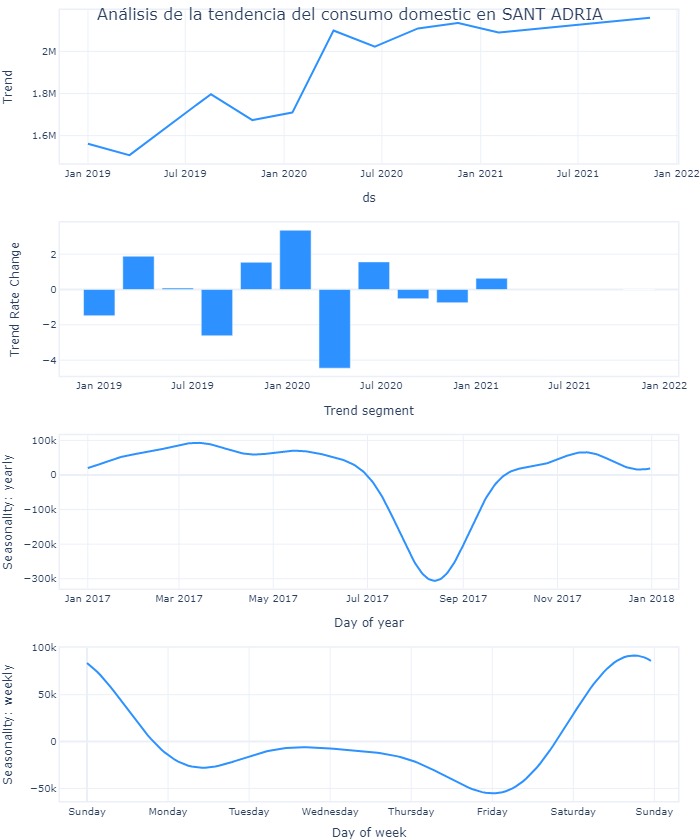 Análisis de la tendencia del consumo domestic en SANT ADRIA
Trend
2M
1.8M
1.6M
Jan 2019 Jul 2019 Jan 2020 Jul 2020 Jan 2021 Jul 2021 Jan 2022
ds
Trend Rate Change
2
0
−2
−4
Jan 2019 Jul 2019 Jan 2020 Jul 2020 Jan 2021 Jul 2021 Jan 2022
Trend segment
Seasonality: yearly
100k
0
−100k
−200k
−300k
Jan 2017 Mar 2017 May 2017 Jul 2017 Sep 2017 Nov 2017 Jan 2018
Day of year
Seasonality: weekly
100k
50k
0
−50k
Sunday Monday Tuesday Wednesday Thursday Friday Saturday Sunday
Day of week